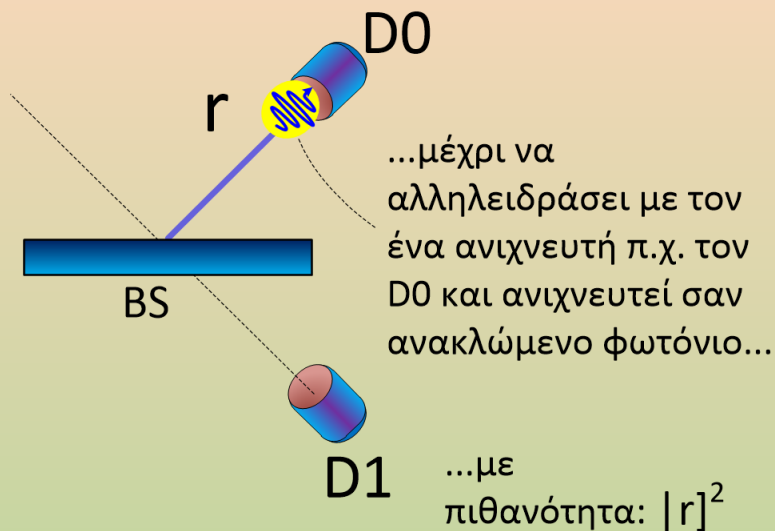 D0
r
...μέχρι να
αλληλειδράσει με τον
ένα ανιχνευτή π.χ. τον
D0 και ανιχνευτεί σαν
ανακλώμενο φωτόνιο...
BS
D1
...με
πιθανότητα: |r]²